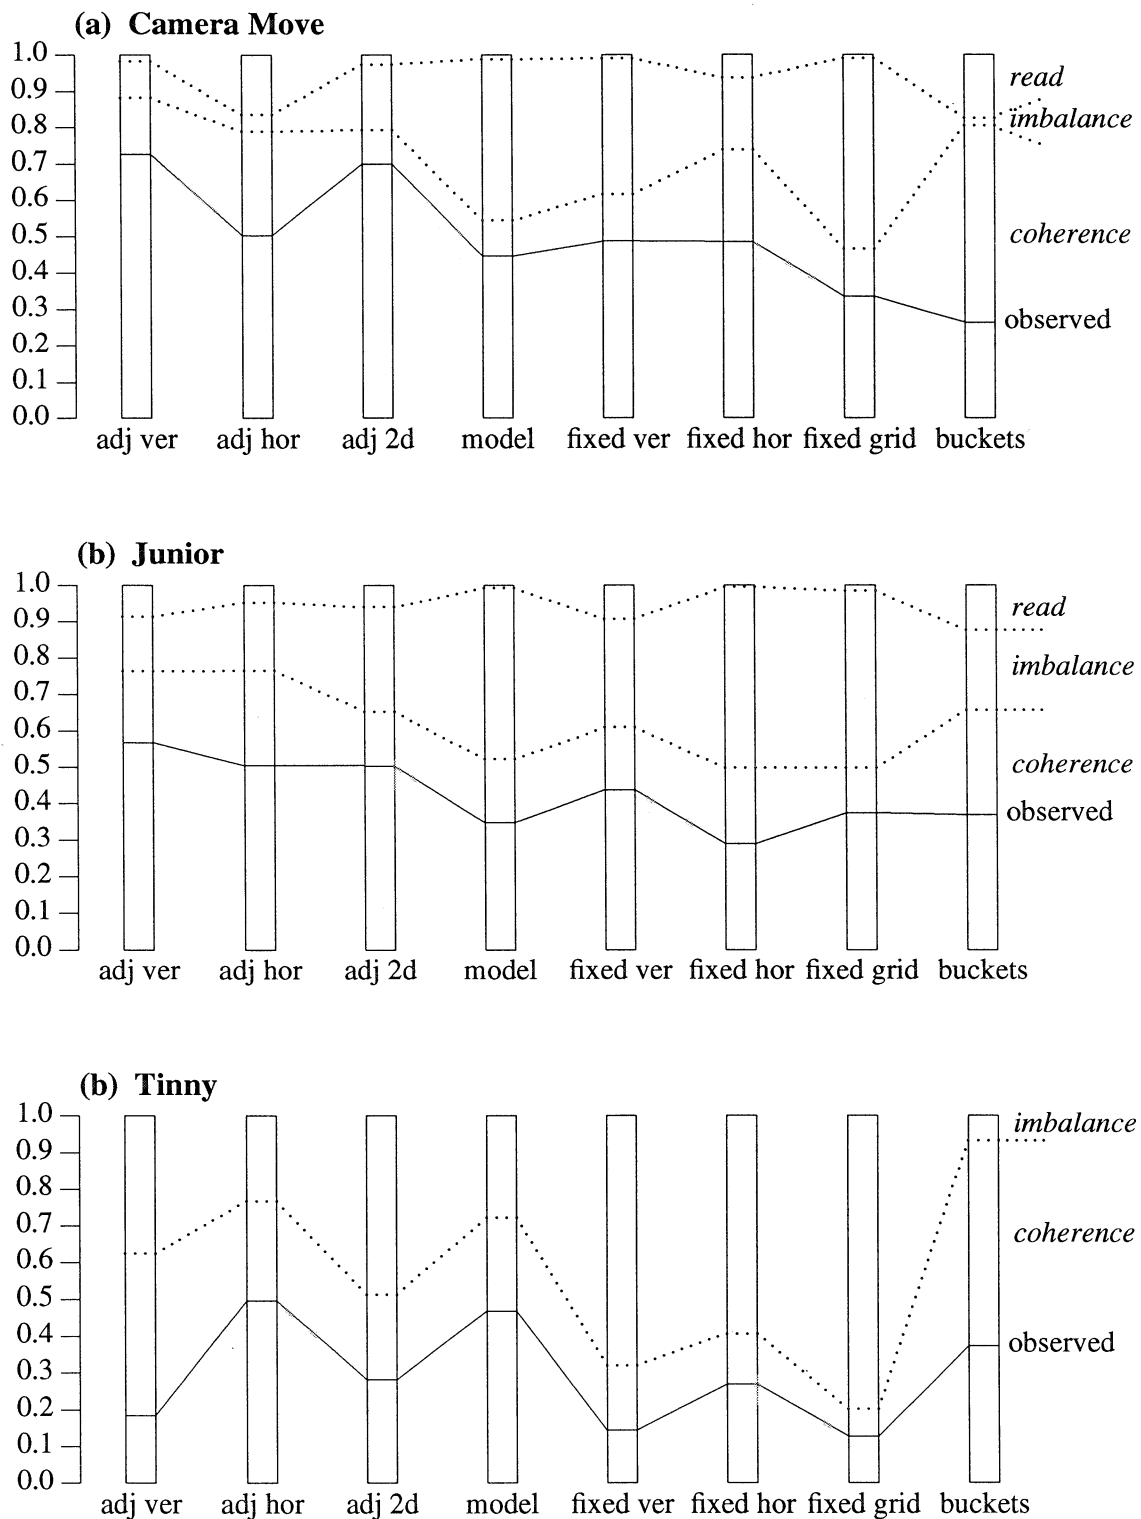 (a) Camera Move
1.0
0.9
0.8
0.7
0.6
0.5
0.4
0.3
0.2
0.1
0.0
read
imbalance
coherence
observed
adj ver adj hor adj 2d model fixed ver fixed hor fixed grid buckets
(b) Junior
1.0
0.9
0.8
0.7
0.6
0.5
0.4
0.3
0.2
0.1
0.0
read
imbalance
coherence
observed
adj ver adj hor adj 2d model fixed ver fixed hor fixed grid buckets
(b) Tinny
1.0
0.9
0.8
0.7
0.6
0.5
0.4
0.3
0.2
0.1
0.0
imbalance
coherence
observed
adj ver adj hor adj 2d model fixed ver fixed hor fixed grid buckets